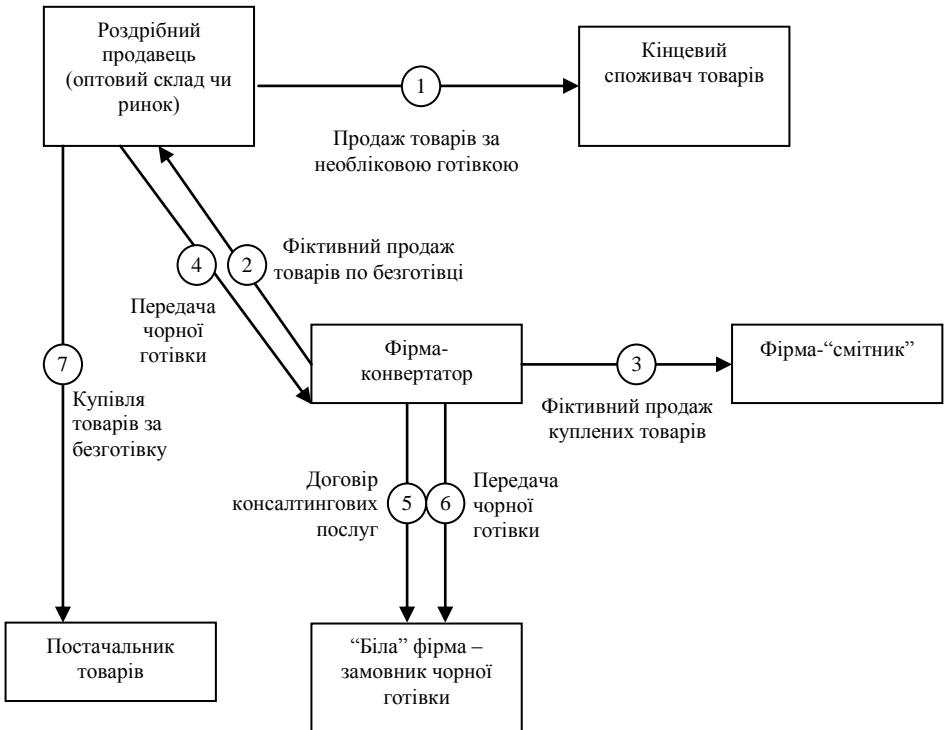 Роздрібний
продавець
(оптовий склад чи
ринок)
1
Кінцевий
споживач товарів
Продаж товарів за
необліковою готівкою
4
2
Фіктивний продаж
товарів по безготівці
Передача
чорної
готівки
7
Купівля
товарів за
безготівку
Фірма-
конвертатор
3
Фірма-“смітник”
Фіктивний продаж
куплених товарів
Договір
консалтингових
послуг
5
6
Передача
чорної
готівки
Постачальник
товарів
“Біла” фірма –
замовник чорної
готівки